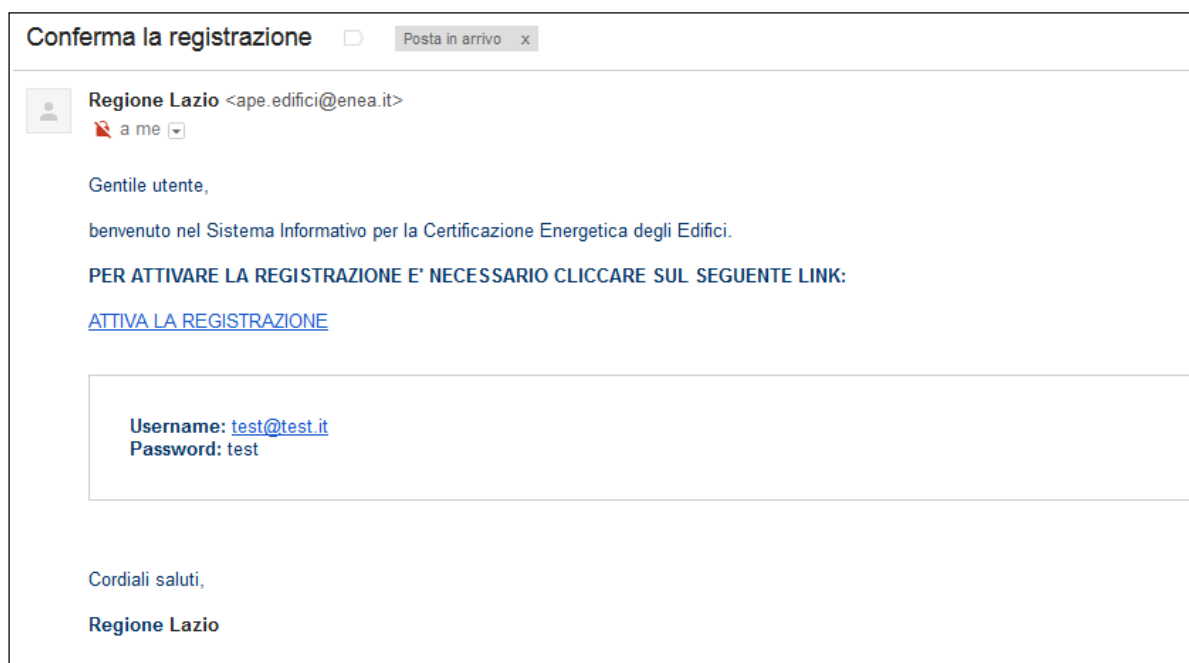 Conferma la registrazione
Posta in arrivo x
Regione Lazio <ape.edifici@enea.it>
a me
Gentile utente,
benvenuto nel Sistema Informativo per la Certificazione Energetica degli Edifici.
PER ATTIVARE LA REGISTRAZIONE E' NECESSARIO CLICCARE SUL SEGUENTE LINK:
ATTIVA LA REGISTRAZIONE
Username: test@test.it
Password: test
Cordiali saluti,
Regione Lazio